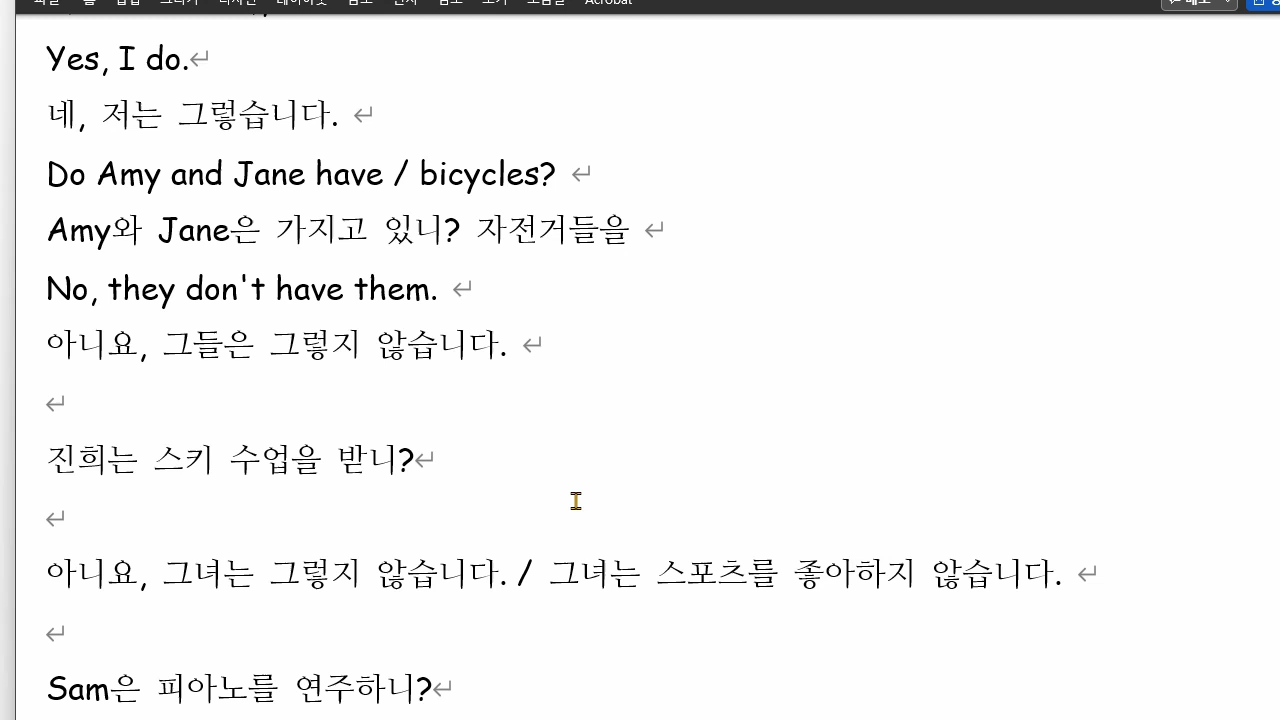 Acrobat
메모
Yes, I do.
네, 저는 그렇습니다.
Do Amy and Jane have / bicycles?
Amy와 Jane은 가지고 있니? 자전거들을
No, they don't have them.
아니요, 그들은 그렇지 않습니다.
진희는 스키 수업을 받니?
아니요, 그녀는 그렇지 않습니다. / 그녀는 스포츠를 좋아하지 않습니다.
Sam은 피아노를 연주하니?